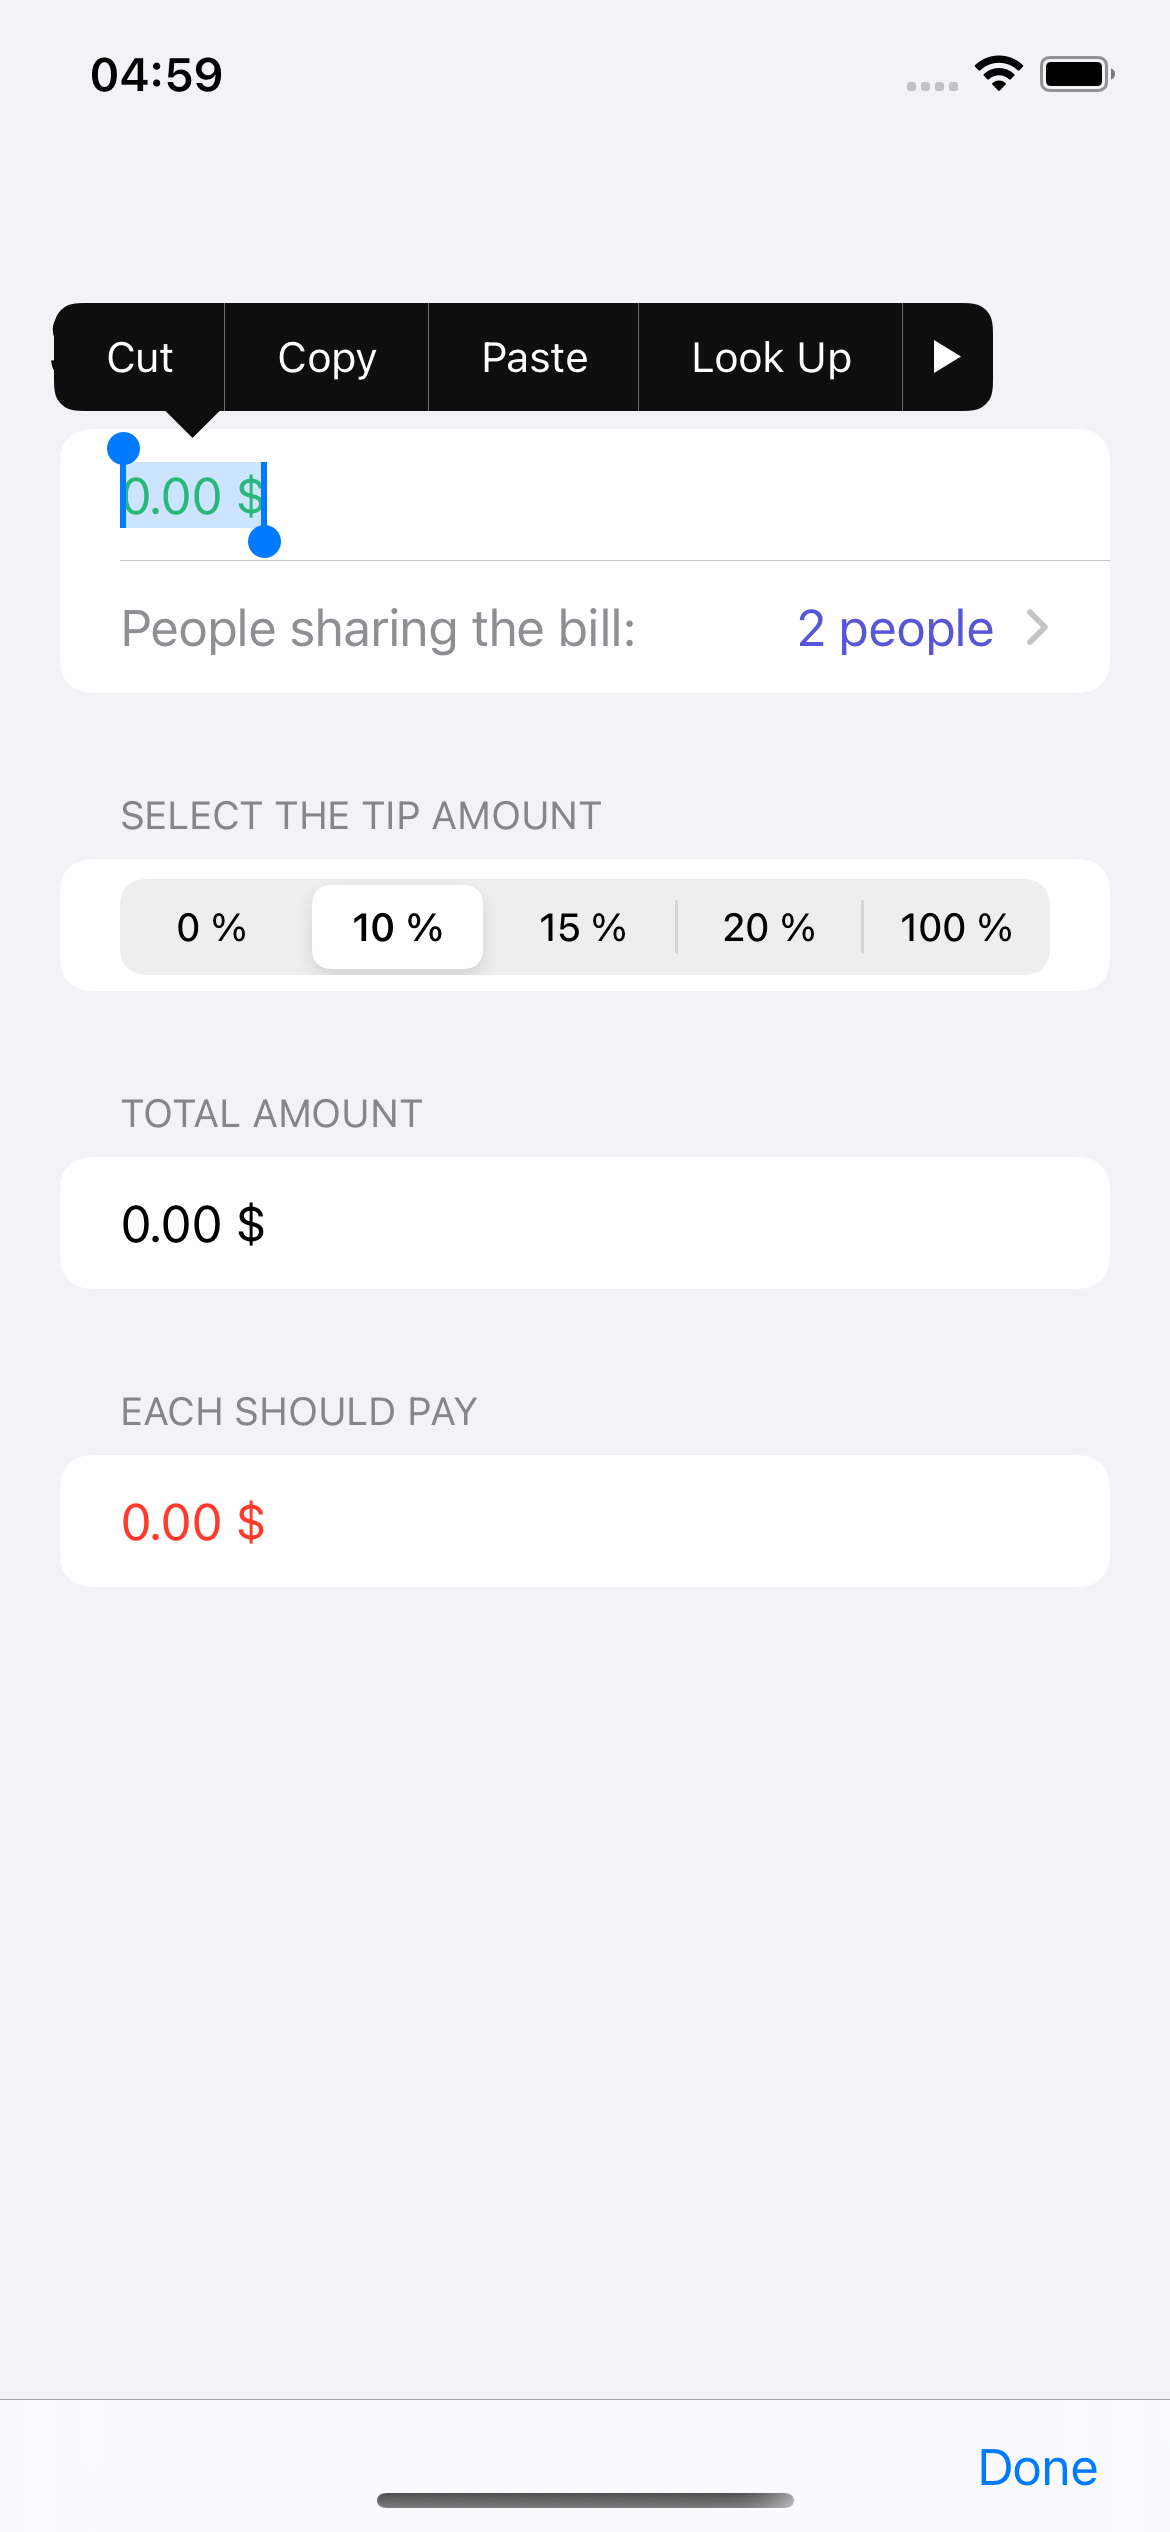 04:59
Cut Copy Paste Look Up
0.00 $
People sharing the bill: 2 people
SELECT THE TIP AMOUNT
0 % 10 % 15 % 20 % 100 %
TOTAL AMOUNT
0.00 $
EACH SHOULD PAY
0.00 $
Done